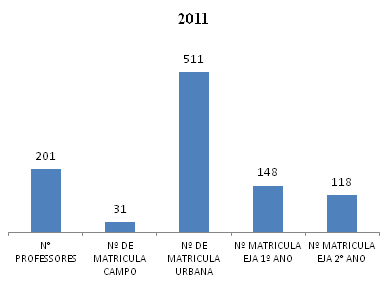 2011
511
201
148
118
31
N° PROFESSORES
Nº DE MATRICULA CAMPO
Nº DE MATRICULA URBANA
Nº MATRICULA EJA 1º ANO
Nº MATRICULA EJA 2° ANO